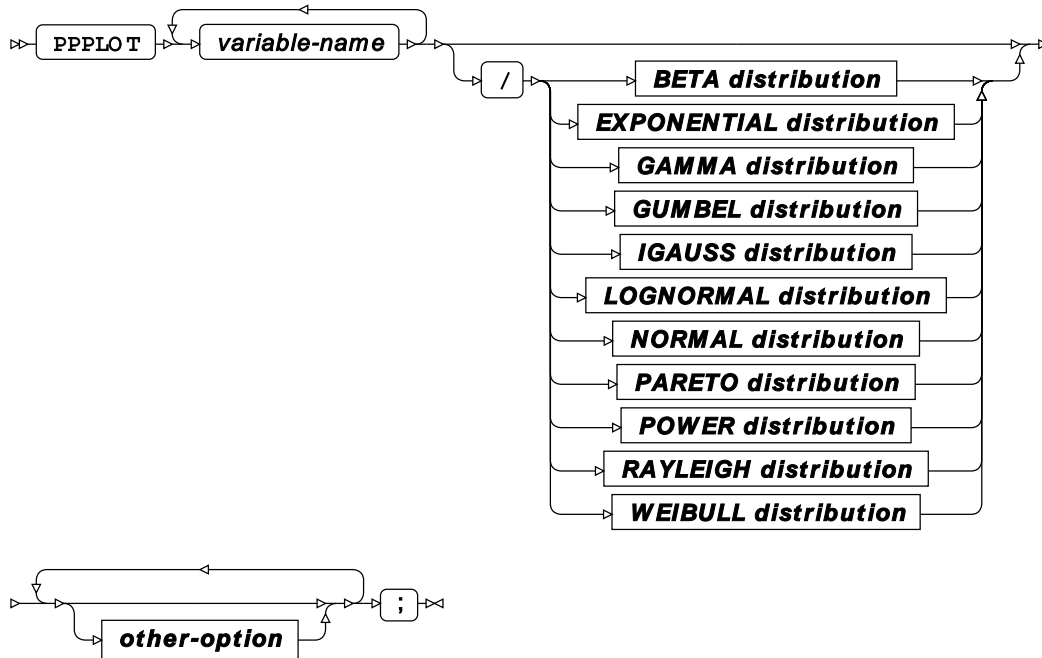 PPPLOT variable-name
/ BETA distribution
EXPONENTIAL distribution
GAMMA distribution
GUMBEL distribution
IGAUSS distribution
LOGNORMAL distribution
NORMAL distribution
PARETO distribution
POWER distribution
RAYLEIGH distribution
WEIBULL distribution
;
other-option